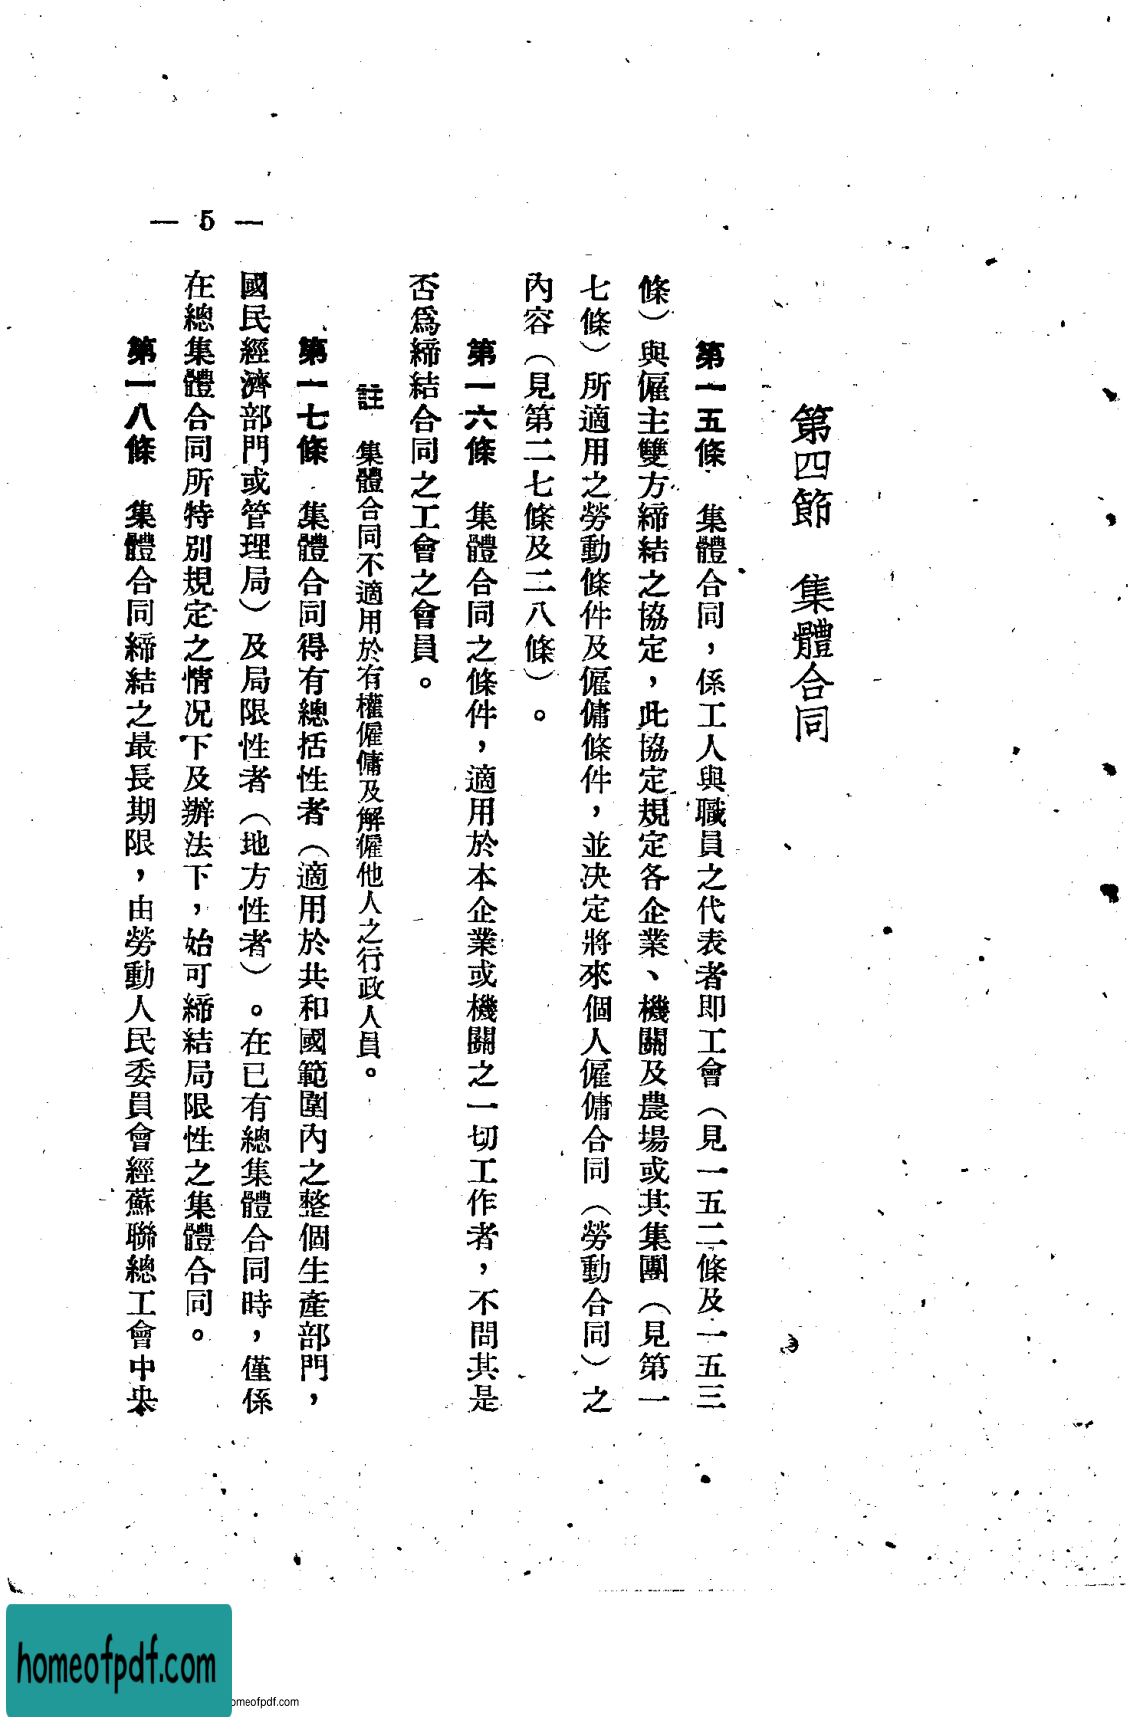 第四節　集體合同
第一五條　集體合同，係工人與職員之代表者即工會（見一五二條及一五三
條）與僱主雙方締結之協定，此協定規定各企業、機關及農場或其集團（見第一
七條）所適用之勞動條件及僱傭條件，並決定將來個人僱傭合同（勞動合同）之
內容（見第二七條及二八條）。
第一六條　集體合同之條件，適用於本企業或機關之一切工作者，不問其是
否爲締結合同之工會之會員。
註　集體合同不適用於有權僱傭及解僱他人之行政人員。
第一七條　集體合同得有總括性者（適用於共和國範圍內之整個生產部門，
國民經濟部門或管理局）及局限性者（地方性者）。在已有總集體合同時，僅係
在總集體合同所特別規定之情况下及辦法下，始可締結局限性之集體合同。
第一八條　集體合同締結之最長期限，由勞動人民委員會經蘇聯總工會中央
— 5 —
homeofpdf.com
omeofpdf.com